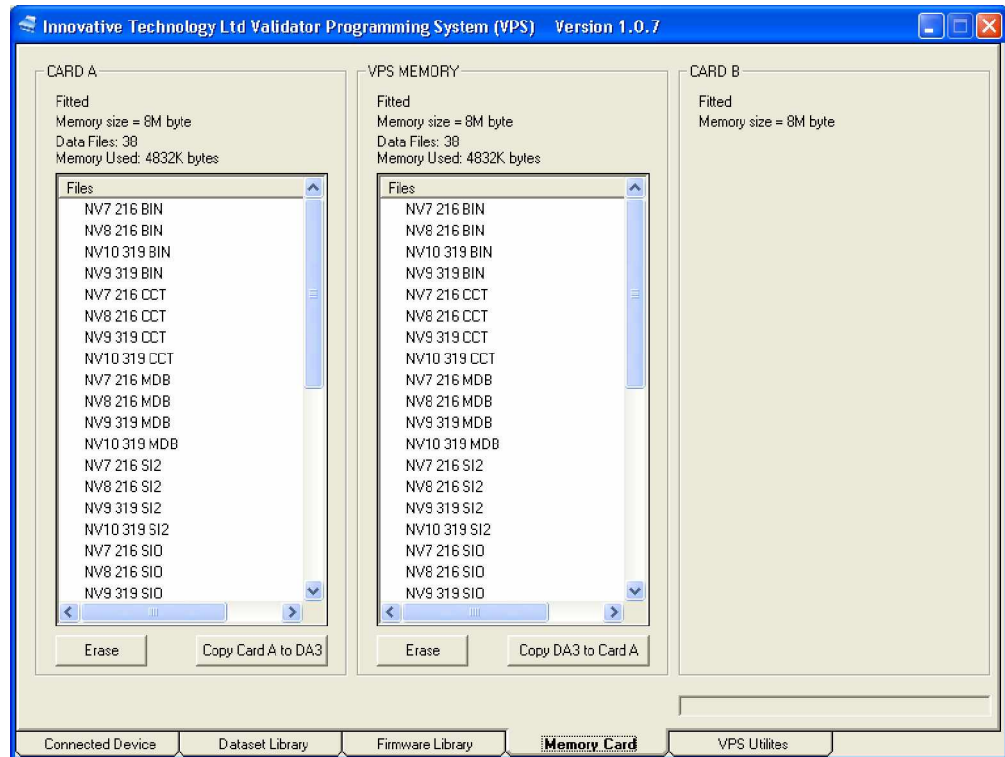 Innovative Technology Ltd Validator Programming System (VPS) Version 1.0.7
CARD A
Fitted
Memory size = 8M byte
Data Files: 38
Memory Used: 4832K bytes
Files
NV7 216 BIN
NV8 216 BIN
NV10 319 BIN
NV9 319 BIN
NV7 216 CCT
NV8 216 CCT
NV9 319 CCT
NV10 319 CCT
NV7 216 MDB
NV8 216 MDB
NV9 319 MDB
NV10 319 MDB
NV7 216 SI2
NV8 216 SI2
NV9 319 SI2
NV10 319 SI2
NV7 216 SIO
NV8 216 SIO
NV9 319 SIO
Erase
Copy Card A to DA3
VPS MEMORY
Fitted
Memory size = 8M byte
Data Files: 38
Memory Used: 4832K bytes
Files
NV7 216 BIN
NV8 216 BIN
NV10 319 BIN
NV9 319 BIN
NV7 216 CCT
NV8 216 CCT
NV9 319 CCT
NV10 319 CCT
NV7 216 MDB
NV8 216 MDB
NV9 319 MDB
NV10 319 MDB
NV7 216 SI2
NV8 216 SI2
NV9 319 SI2
NV10 319 SI2
NV7 216 SIO
NV8 216 SIO
NV9 319 SIO
Erase
Copy DA3 to Card A
CARD B
Fitted
Memory size = 8M byte
Connected Device
Dataset Library
Firmware Library
Memory Card
VPS Utilites